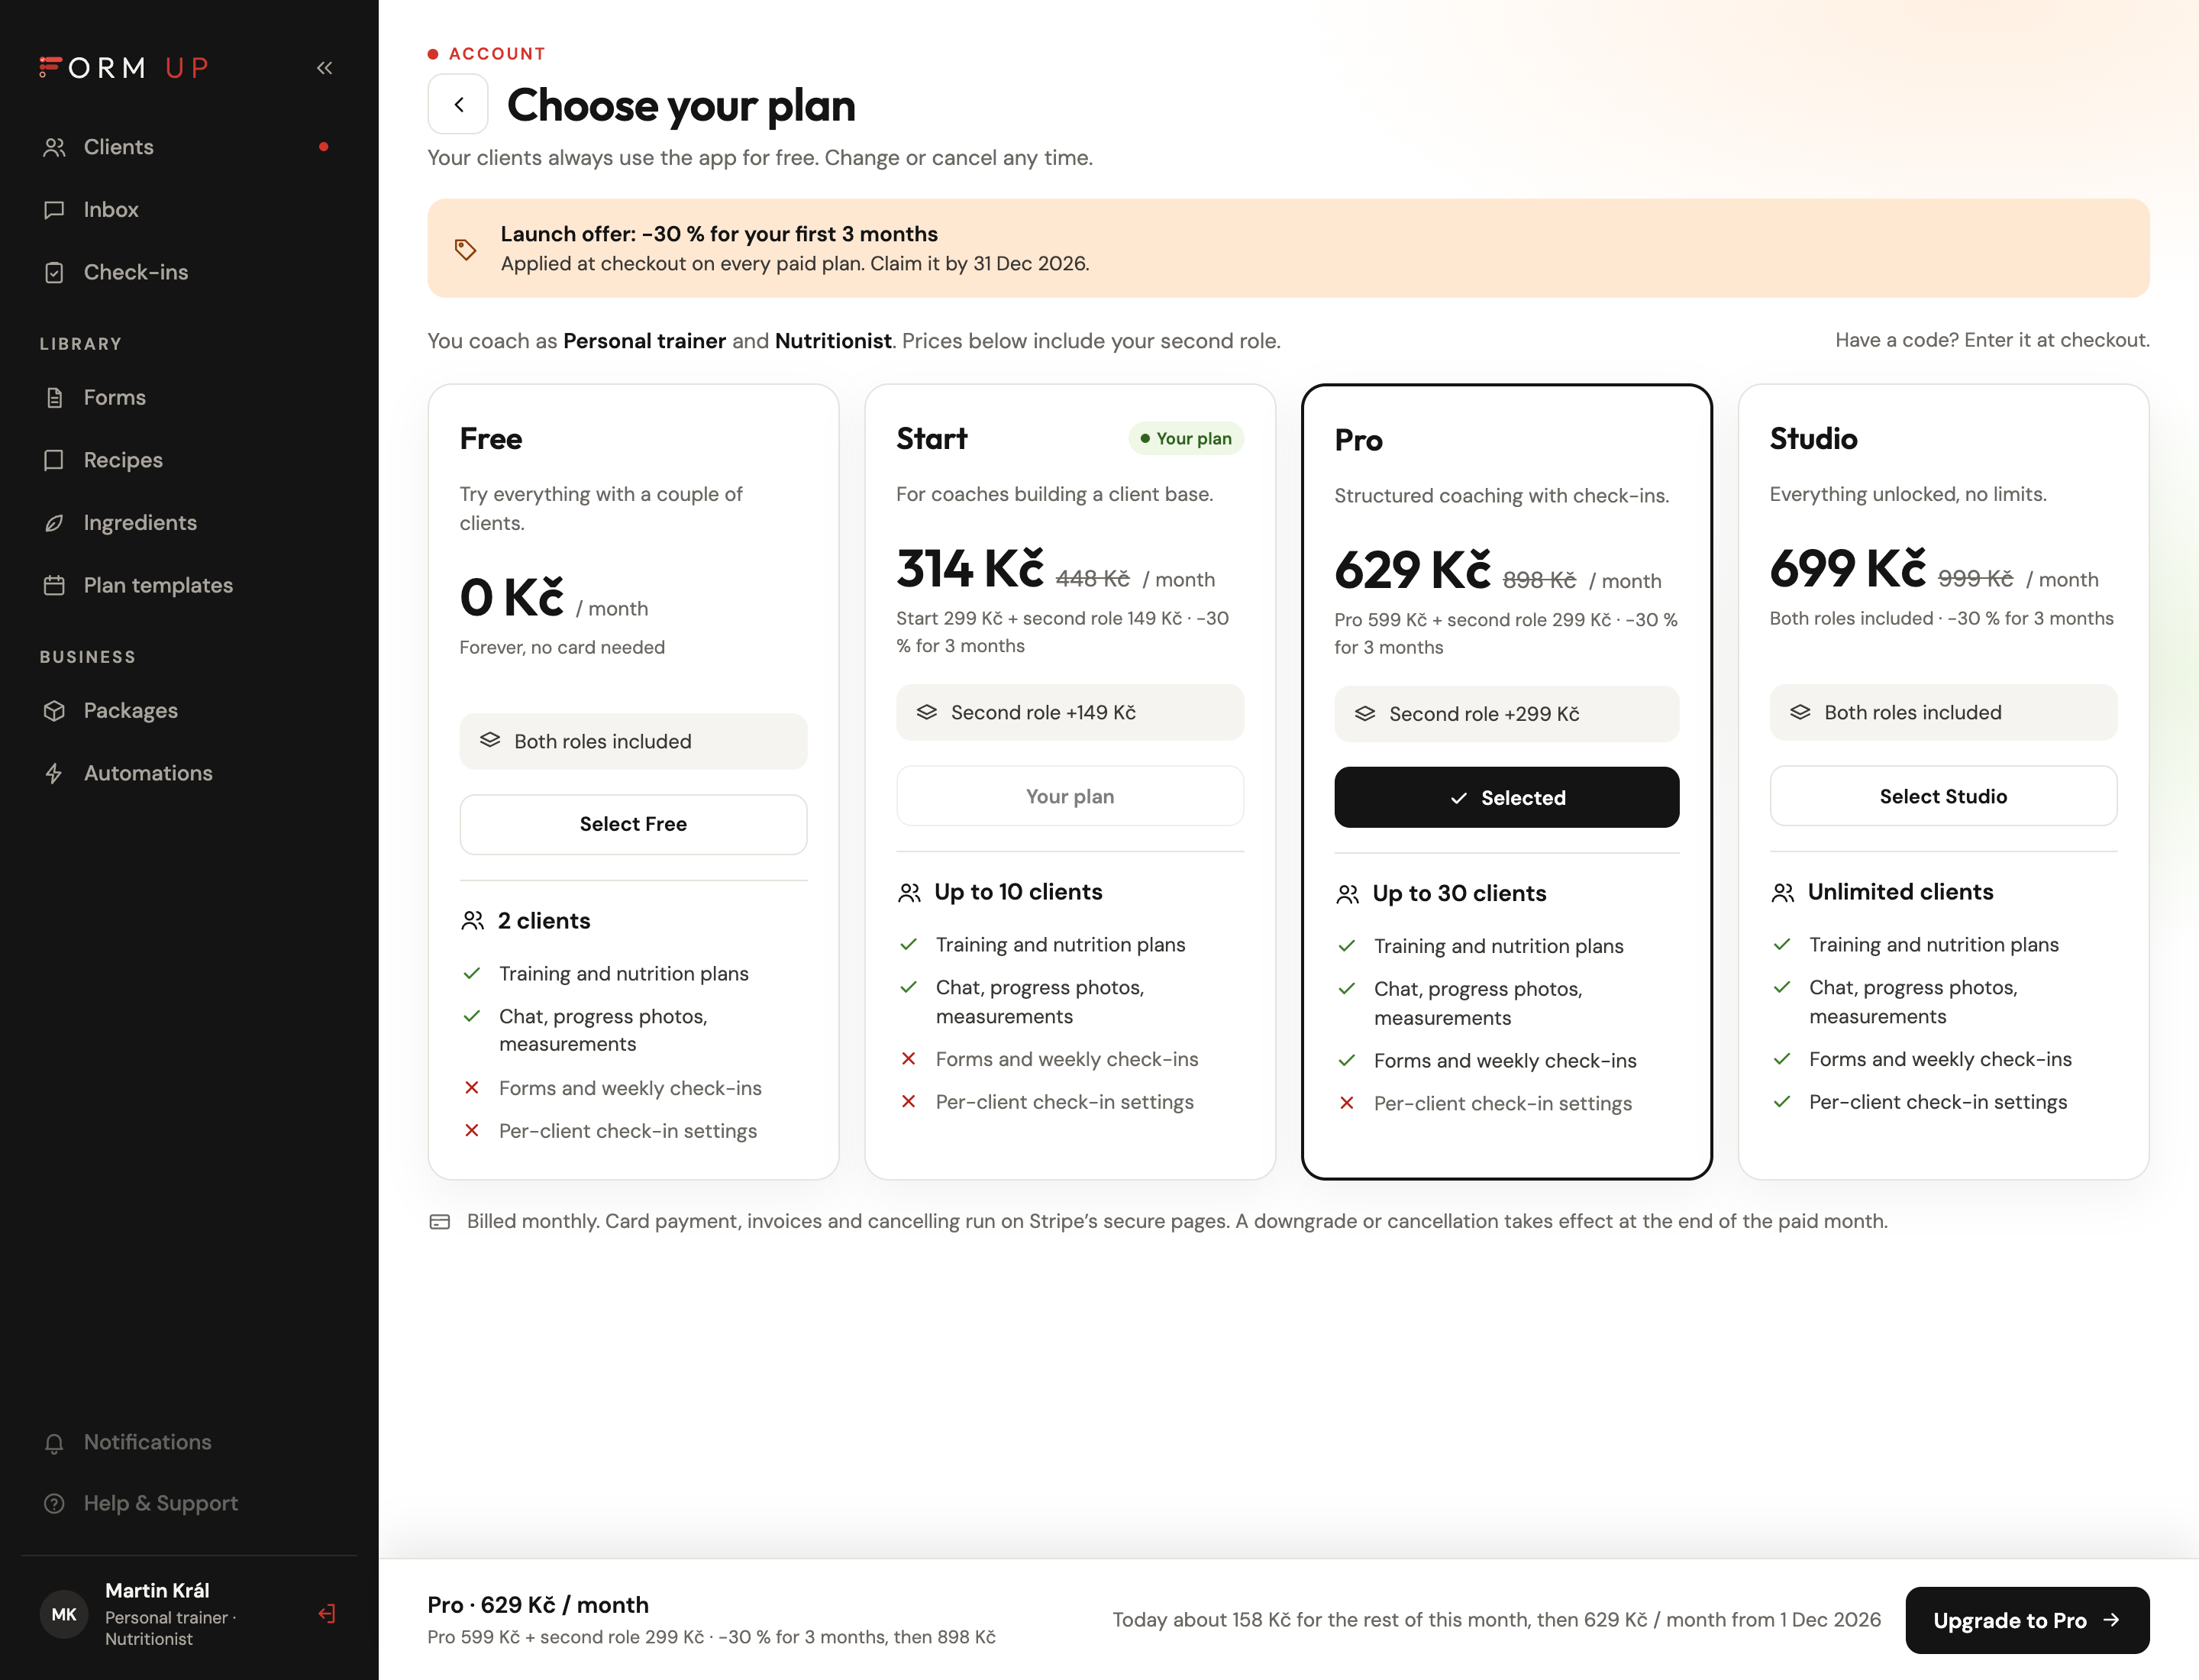 FORM UP
Clients
Inbox
Check-ins
LIBRARY
Forms
Recipes
Ingredients
Plan templates
BUSINESS
Packages
Automations
Notifications
Help & Support
MK
Martin Král
Personal trainer ·
Nutritionist
ACCOUNT
Choose your plan
Your clients always use the app for free. Change or cancel any time.
Launch offer: −30 % for your first 3 months
Applied at checkout on every paid plan. Claim it by 31 Dec 2026.
You coach as Personal trainer and Nutritionist. Prices below include your second role.
Have a code? Enter it at checkout.
Free
Try everything with a couple of
clients.
0 Kč / month
Forever, no card needed
Both roles included
Select Free
2 clients
Training and nutrition plans
Chat, progress photos,
measurements
Forms and weekly check-ins
Per-client check-in settings
Start
Your plan
For coaches building a client base.
314 Kč 448 Kč / month
Start 299 Kč + second role 149 Kč · −30
% for 3 months
Second role +149 Kč
Your plan
Up to 10 clients
Training and nutrition plans
Chat, progress photos,
measurements
Forms and weekly check-ins
Per-client check-in settings
Pro
Structured coaching with check-ins.
629 Kč 898 Kč / month
Pro 599 Kč + second role 299 Kč · −30 %
for 3 months
Second role +299 Kč
Selected
Up to 30 clients
Training and nutrition plans
Chat, progress photos,
measurements
Forms and weekly check-ins
Per-client check-in settings
Studio
Everything unlocked, no limits.
699 Kč 999 Kč / month
Both roles included · −30 % for 3 months
Both roles included
Select Studio
Unlimited clients
Training and nutrition plans
Chat, progress photos,
measurements
Forms and weekly check-ins
Per-client check-in settings
Billed monthly. Card payment, invoices and cancelling run on Stripe’s secure pages. A downgrade or cancellation takes effect at the end of the paid month.
Pro · 629 Kč / month
Pro 599 Kč + second role 299 Kč · −30 % for 3 months, then 898 Kč
Today about 158 Kč for the rest of this month, then 629 Kč / month from 1 Dec 2026
Upgrade to Pro